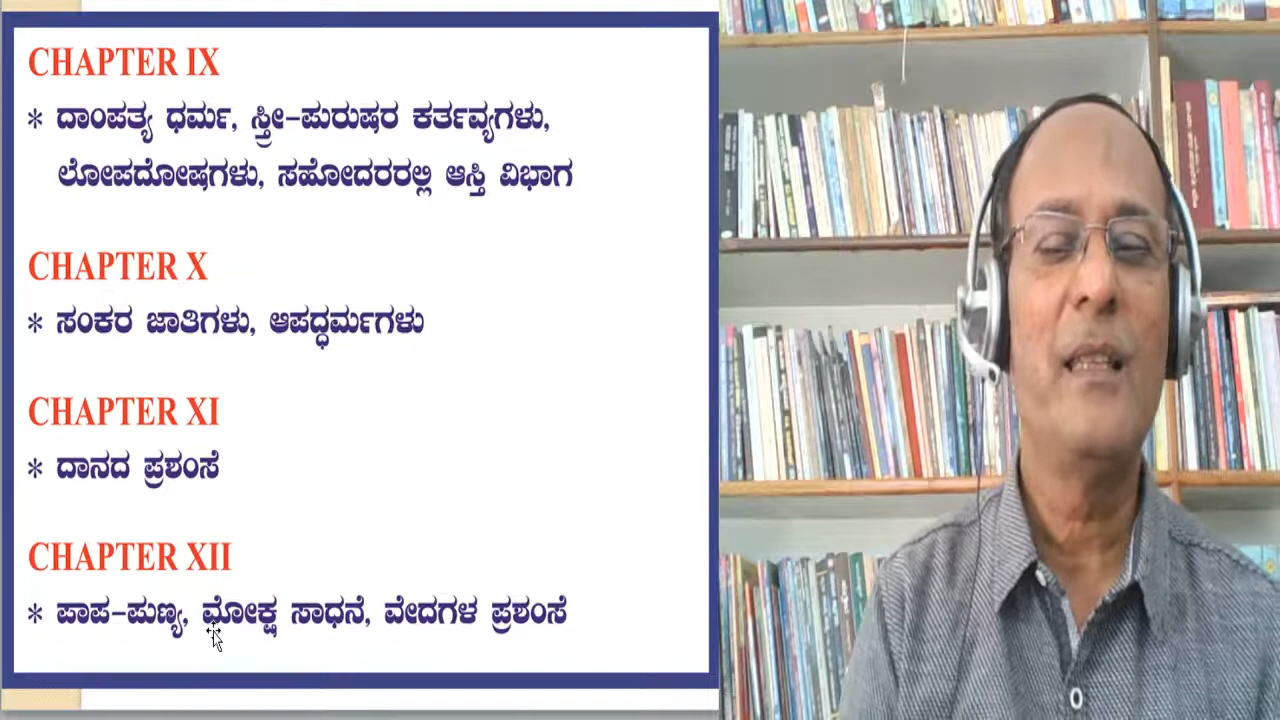 CHAPTER IX
* ದಾಂಪತ್ಯ ಧರ್ಮ, ಸ್ತ್ರೀ-ಪುರುಷರ ಕರ್ತವ್ಯಗಳು,
ಲೋಪದೋಷಗಳು, ಸಹೋದರರಲ್ಲಿ ಆಸ್ತಿ ವಿಭಾಗ
CHAPTER X
* ಸಂಕರ ಜಾತಿಗಳು, ಆಪದ್ಧರ್ಮಗಳು
CHAPTER XI
* ದಾನದ ಪ್ರಶಂಸೆ
CHAPTER XII
* ಪಾಪ-ಪುಣ್ಯ, ಮೋಕ್ಷ ಸಾಧನೆ, ವೇದಗಳ ಪ್ರಶಂಸೆ